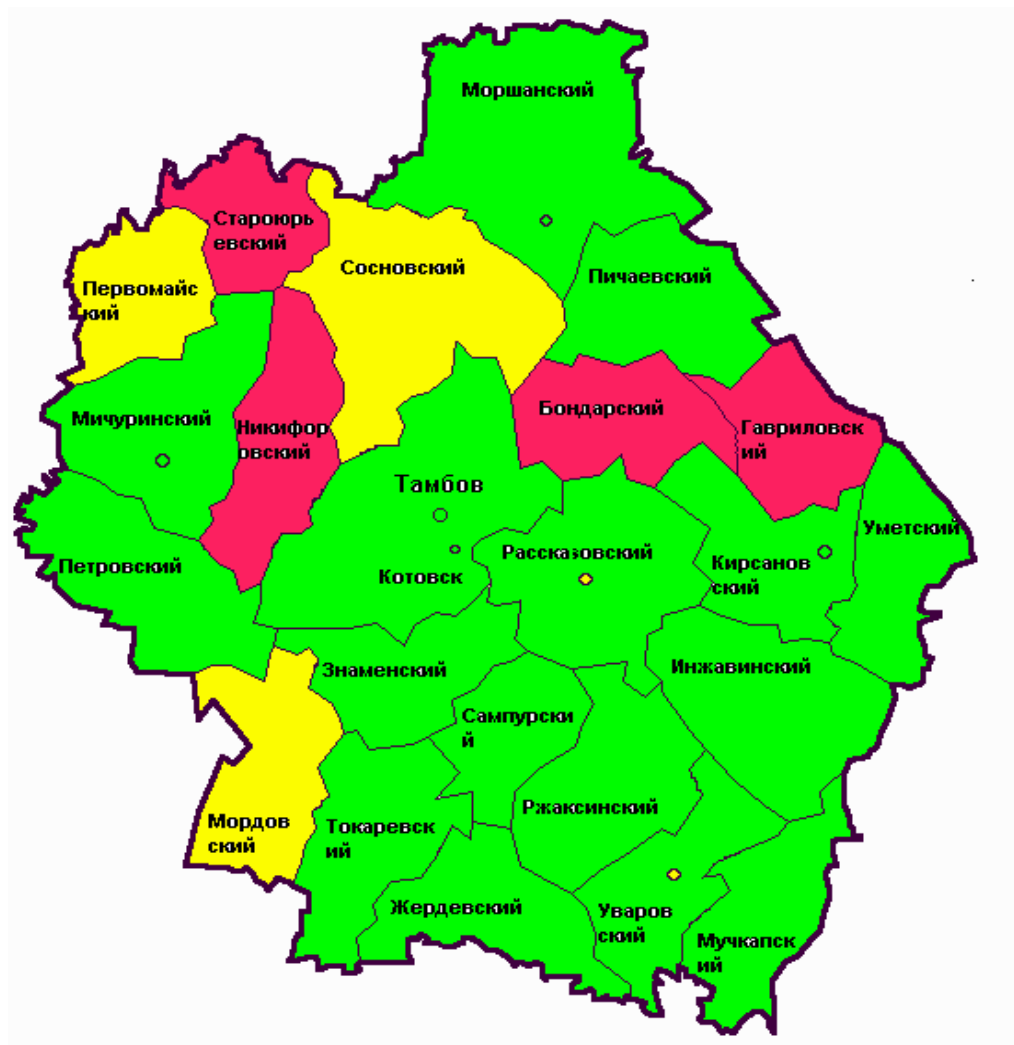 Моршанский
Староюрь
евский
Сосновский
Пичаевский
Первомайс
кий
Мичуринский
Никифор
овский
Бондарский
Гавриловск
ий
Тамбов
Уметский
Петровский
Котовск
Рассказовский
Кирсанов
ский
Знаменский
Инжавинский
Сампурски
й
Мордов
ский
Токаревск
ий
Ржаксинский
Жердевский
Уваров
ский
Мучкапск
ий